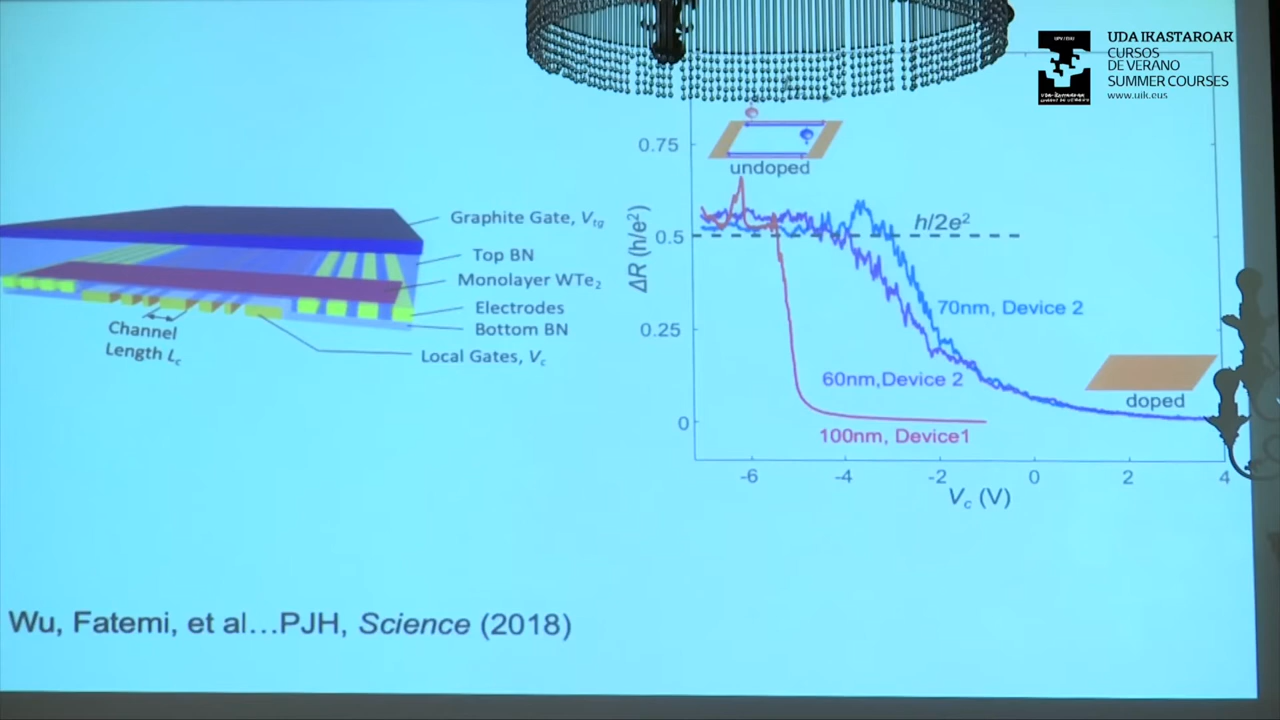 UPV / EHU
UDA IKASTAROAK
CURSOS
DE VERANO
SUMMER COURSES
www.uik.eus
Graphite Gate, Vtg
Top BN
Monolayer WTe2
Electrodes
Bottom BN
Local Gates, Vc
Channel
Length Lc
ΔR (h/e²)
0.75
0.5
0.25
0
undoped
h/2e²
70nm, Device 2
60nm,Device 2
100nm, Device1
doped
-6
-4
-2
0
2
4
Vc (V)
Wu, Fatemi, et al…PJH, Science (2018)